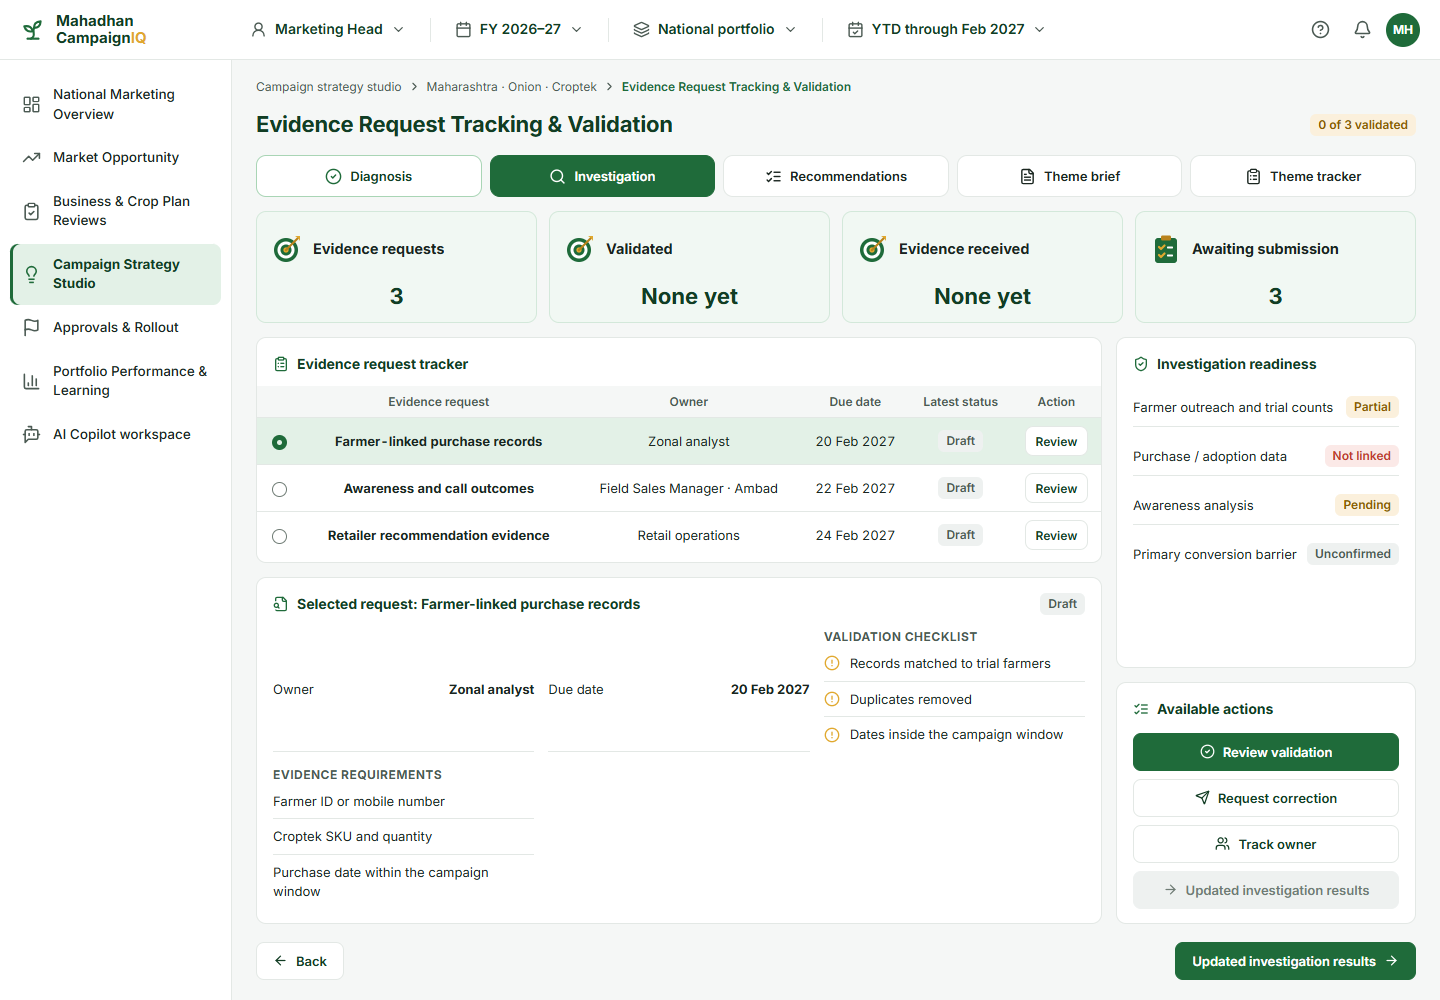 Mahadhan
CampaignIQ
Marketing Head
FY 2026–27
National portfolio
YTD through Feb 2027
MH
National Marketing
Overview
Market Opportunity
Business & Crop Plan
Reviews
Campaign Strategy
Studio
Approvals & Rollout
Portfolio Performance &
Learning
AI Copilot workspace
Campaign strategy studio > Maharashtra · Onion · Croptek > Evidence Request Tracking & Validation
Evidence Request Tracking & Validation
0 of 3 validated
Diagnosis
Investigation
Recommendations
Theme brief
Theme tracker
Evidence requests
3
Validated
None yet
Evidence received
None yet
Awaiting submission
3
Evidence request tracker
Evidence request Owner Due date Latest status Action
Farmer-linked purchase records Zonal analyst 20 Feb 2027 Draft Review
Awareness and call outcomes Field Sales Manager · Ambad 22 Feb 2027 Draft Review
Retailer recommendation evidence Retail operations 24 Feb 2027 Draft Review
Investigation readiness
Farmer outreach and trial counts Partial
Purchase / adoption data Not linked
Awareness analysis Pending
Primary conversion barrier Unconfirmed
Selected request: Farmer-linked purchase records
Draft
Owner Zonal analyst
Due date 20 Feb 2027
VALIDATION CHECKLIST
Records matched to trial farmers
Duplicates removed
Dates inside the campaign window
EVIDENCE REQUIREMENTS
Farmer ID or mobile number
Croptek SKU and quantity
Purchase date within the campaign
window
Available actions
Review validation
Request correction
Track owner
Updated investigation results
Back
Updated investigation results